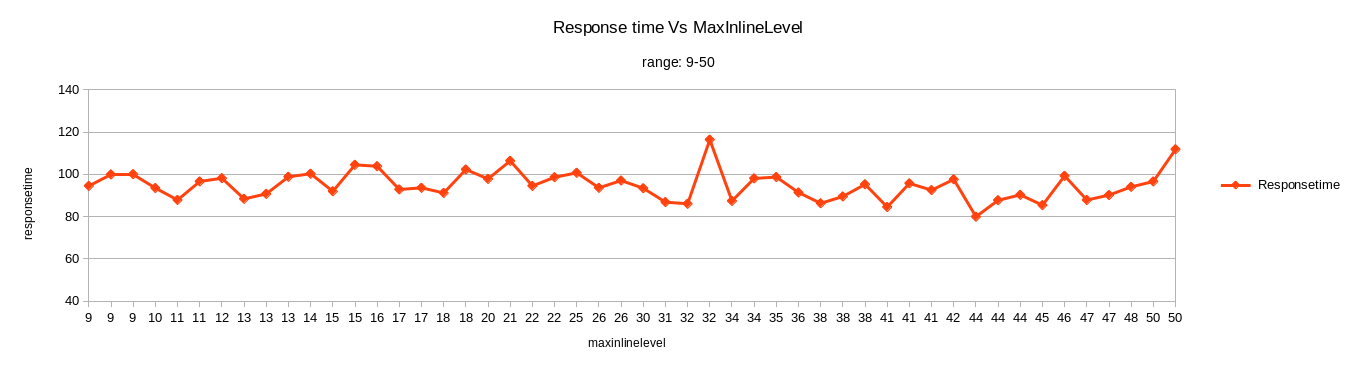 Response time Vs MaxInlineLevel
range: 9-50
140
120
100
80
60
40
responsetime
9 9 9 10 11 11 12 13 13 13 14 15 15 16 17 17 18 18 20 21 22 22 25 26 26 30 31 32 32 34 34 35 36 38 38 38 41 41 41 42 44 44 44 45 46 47 47 48 50 50
maxinlinelevel
Responsetime